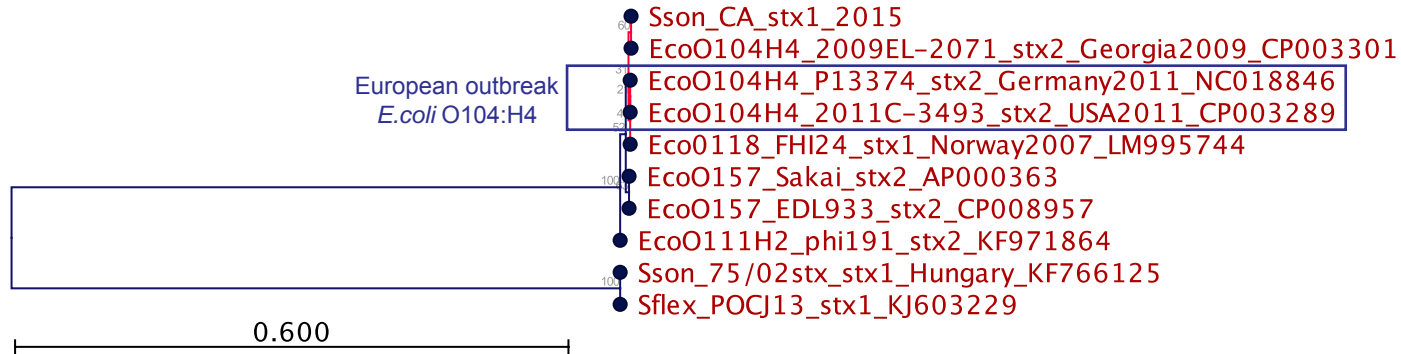 Sson_CA_stx1_2015
60
EcoO104H4_2009EL-2071_stx2_Georgia2009_CP003301
European outbreak
E.coli O104:H4
EcoO104H4_P13374_stx2_Germany2011_NC018846
EcoO104H4_2011C-3493_stx2_USA2011_CP003289
Eco0118_FHI24_stx1_Norway2007_LM995744
100
EcoO157_Sakai_stx2_AP000363
EcoO157_EDL933_stx2_CP008957
EcoO111H2_phi191_stx2_KF971864
Sson_75/02stx_stx1_Hungary_KF766125
100
Sflex_POCJ13_stx1_KJ603229
0.600